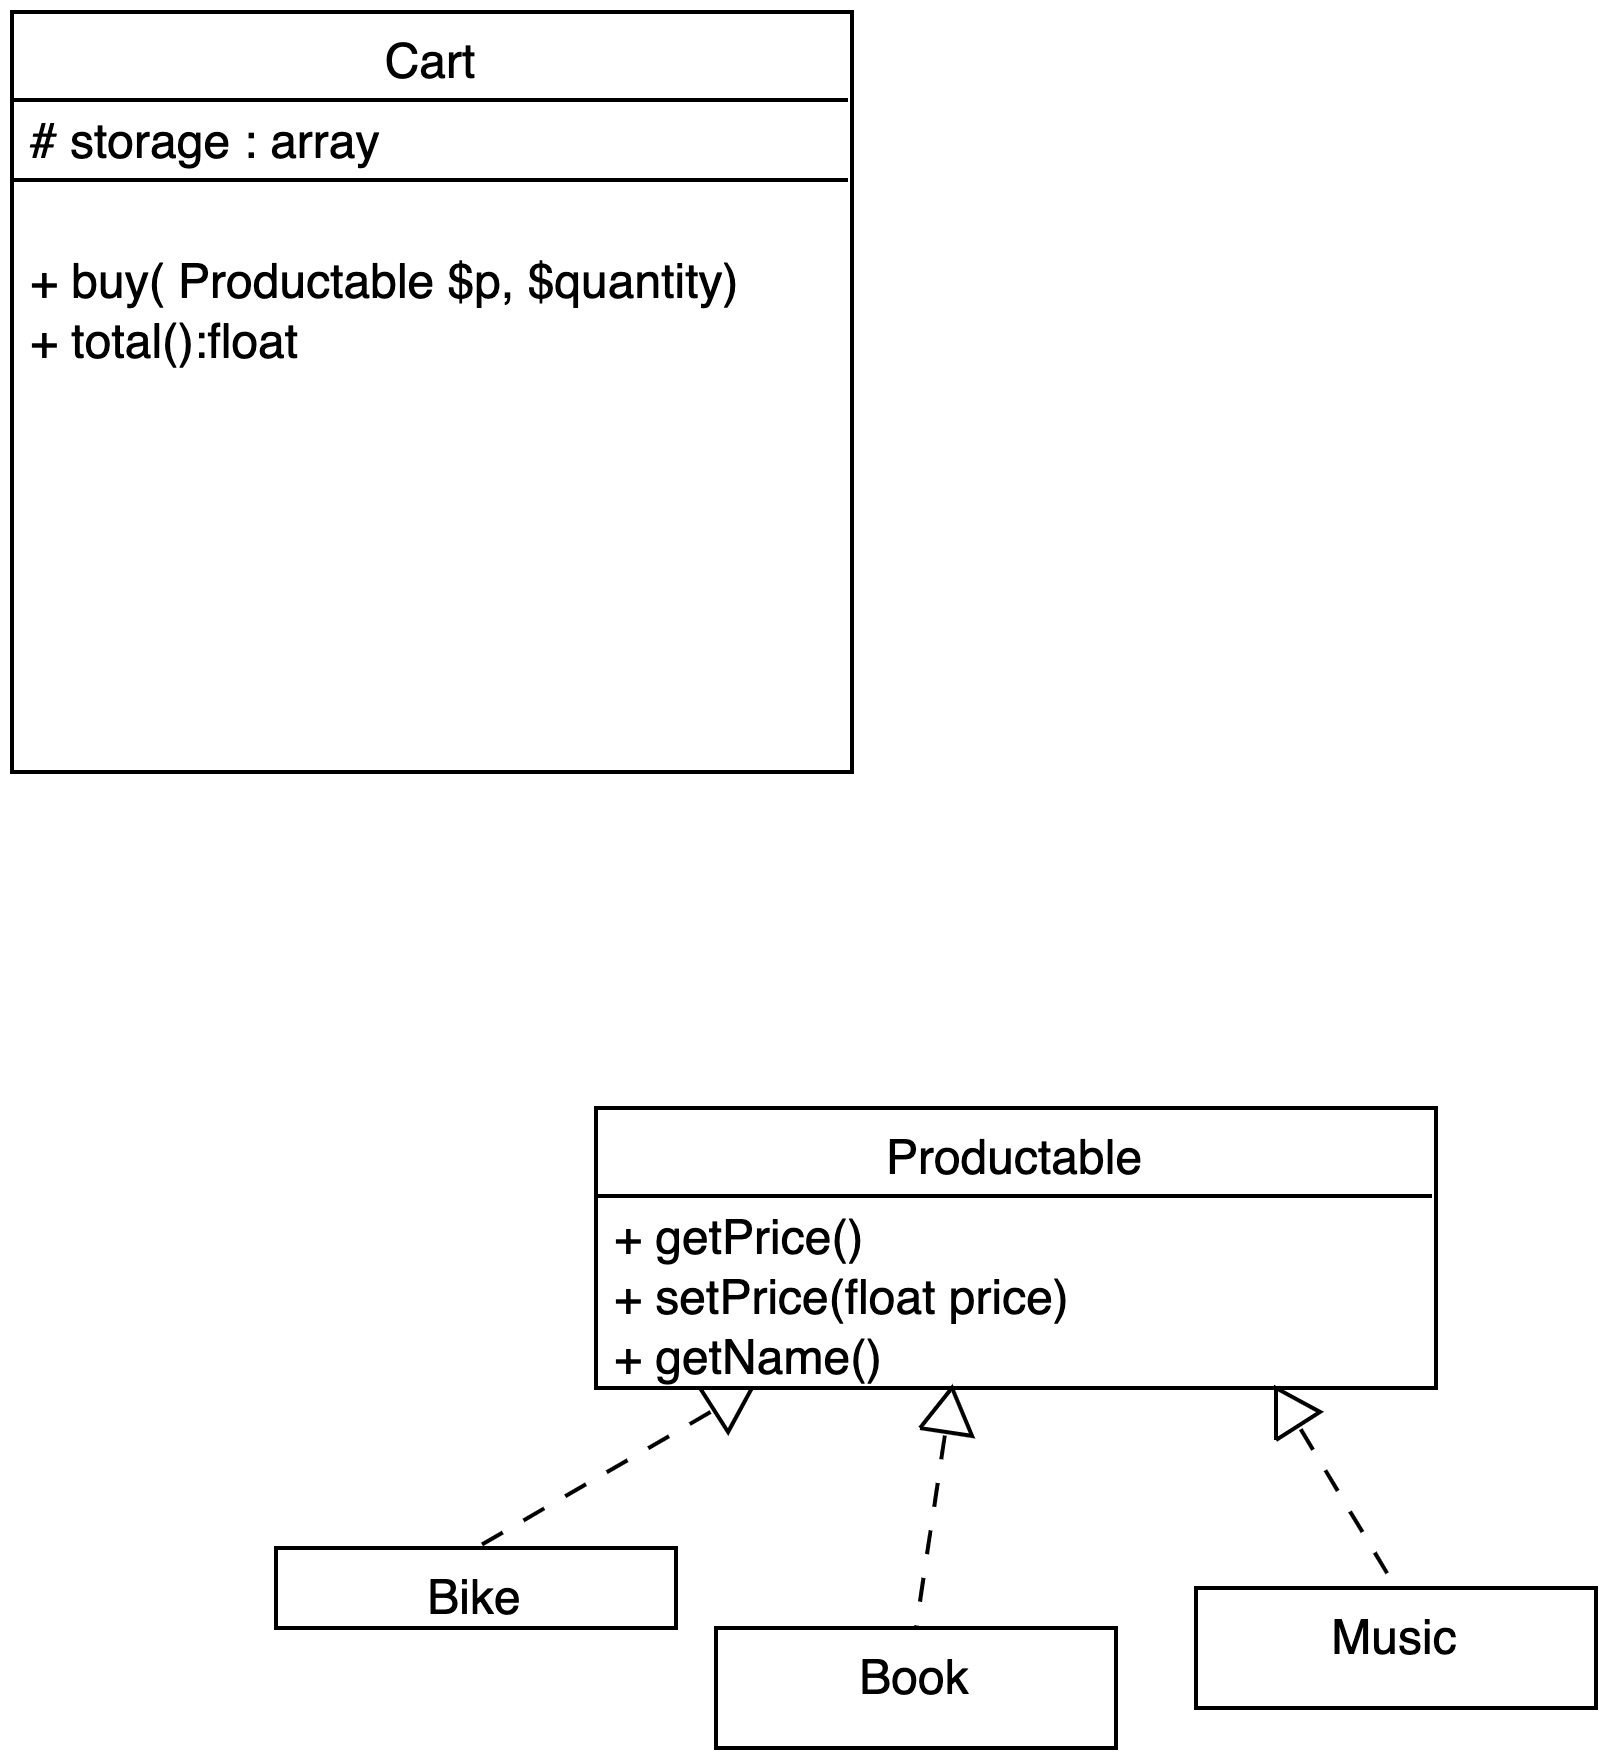 Cart
# storage : array
+ buy( Productable $p, $quantity)
+ total():float
Productable
+ getPrice()
+ setPrice(float price)
+ getName()
Bike
Book
Music